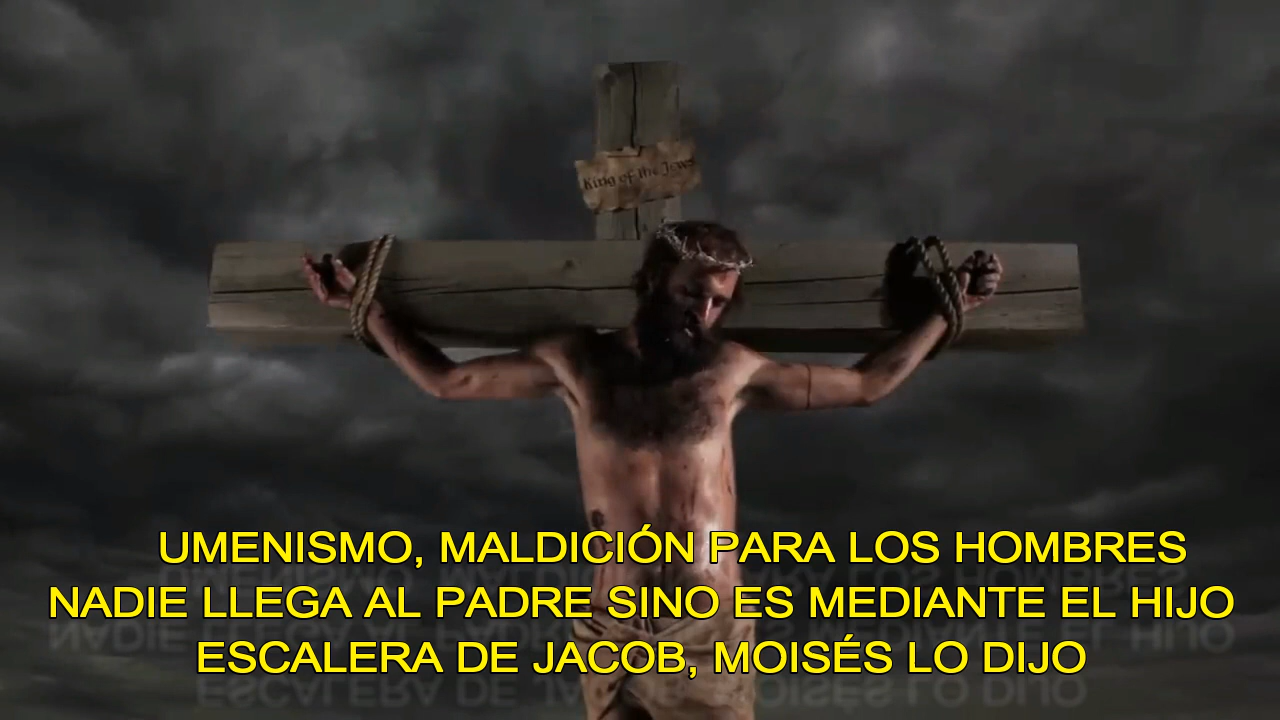 King of the Jews
UMENISMO, MALDICIÓN PARA LOS HOMBRES
NADIE LLEGA AL PADRE SINO ES MEDIANTE EL HIJO
ESCALERA DE JACOB, MOISÉS LO DIJO